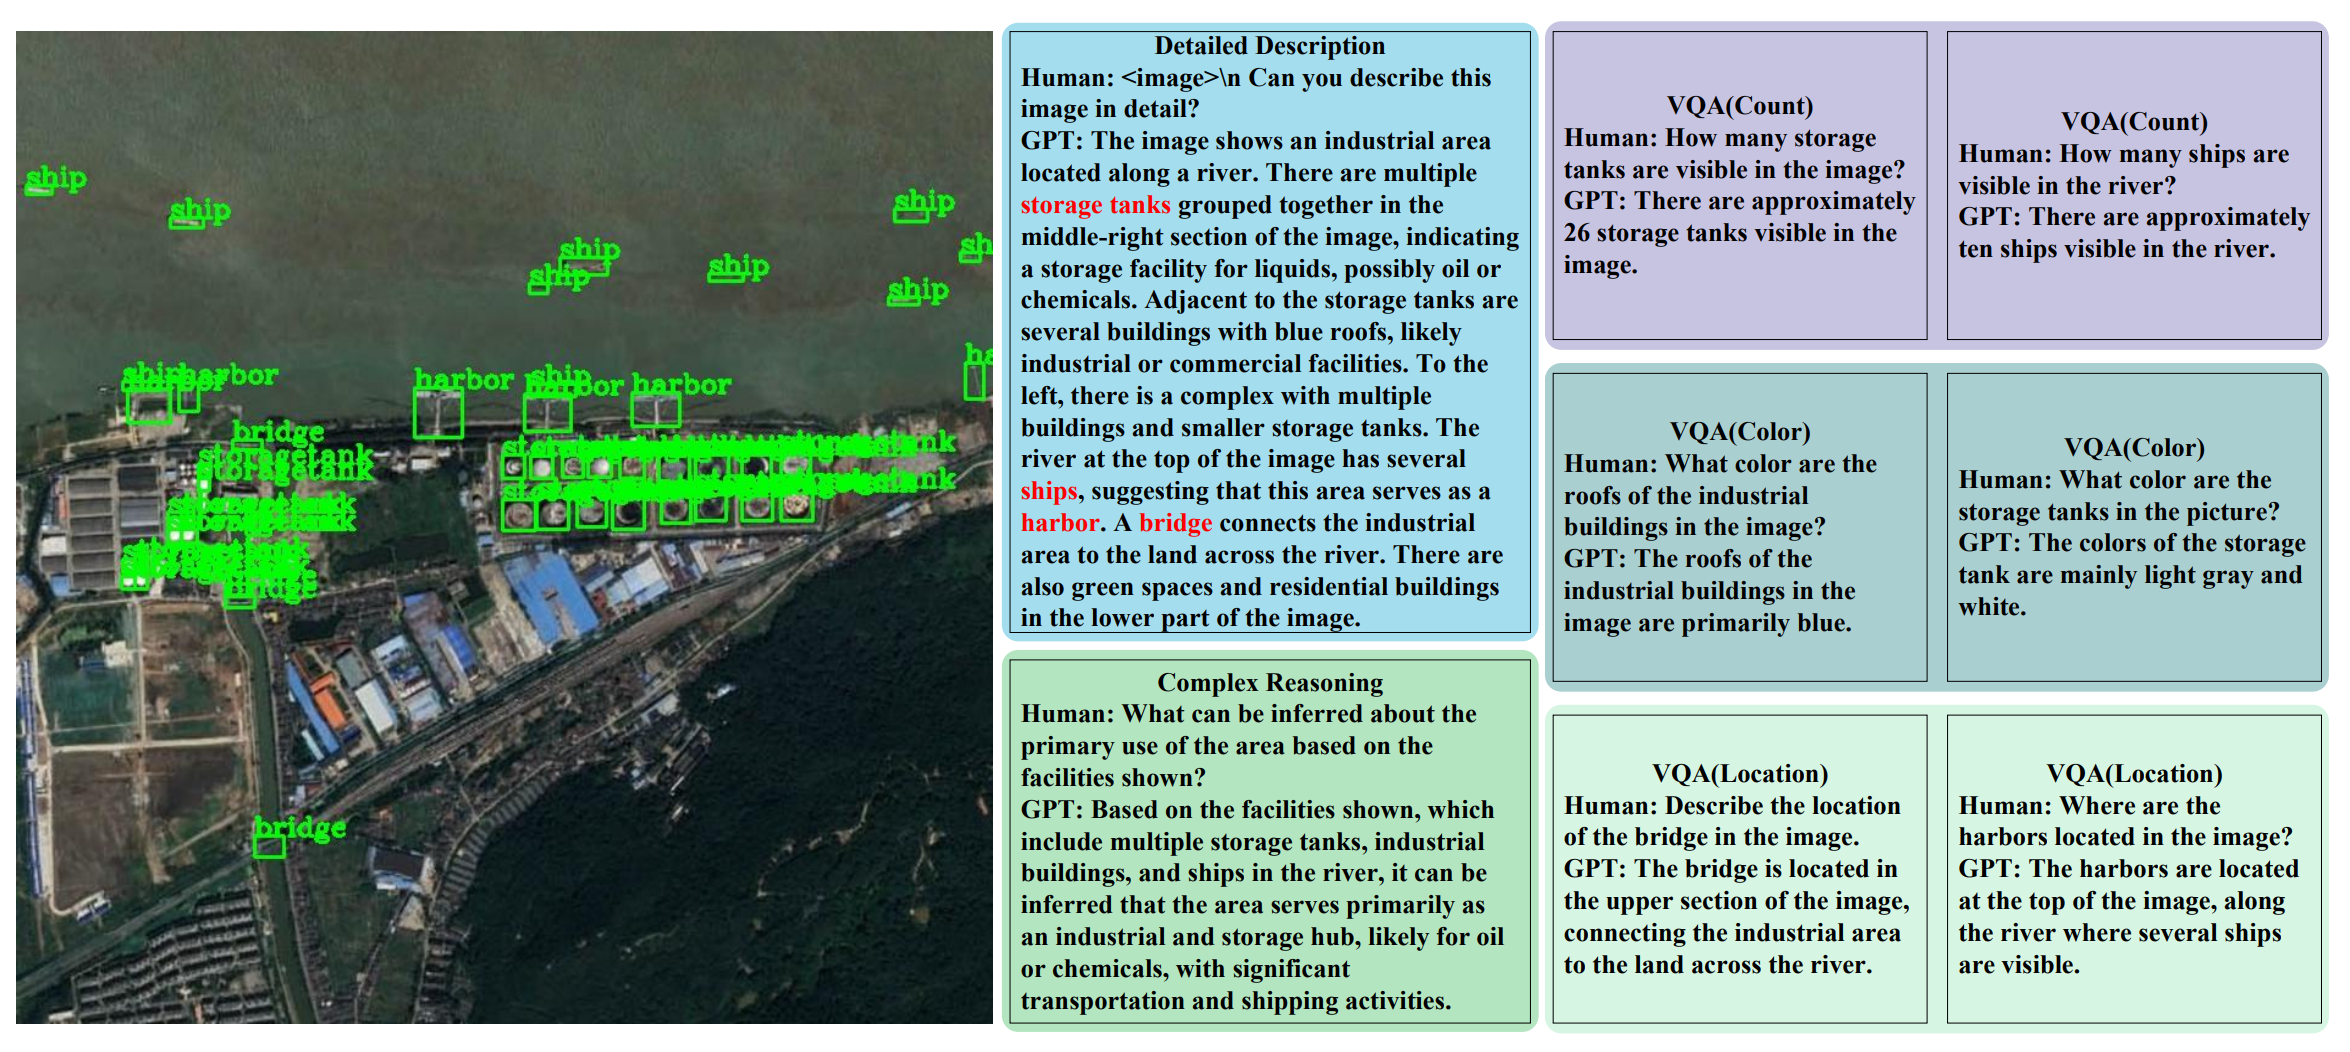 ship
ship
ship
ship
ship
ship
sh
ship
ship
harbor
ship
harbor
harbor
ha
bridge
storagetank
storagetank
bridge
bridge
Detailed Description
Human: <image>\n Can you describe this
image in detail?
GPT: The image shows an industrial area
located along a river. There are multiple
storage tanks grouped together in the
middle-right section of the image, indicating
a storage facility for liquids, possibly oil or
chemicals. Adjacent to the storage tanks are
several buildings with blue roofs, likely
industrial or commercial facilities. To the
left, there is a complex with multiple
buildings and smaller storage tanks. The
river at the top of the image has several
ships, suggesting that this area serves as a
harbor. A bridge connects the industrial
area to the land across the river. There are
also green spaces and residential buildings
in the lower part of the image.
Complex Reasoning
Human: What can be inferred about the
primary use of the area based on the
facilities shown?
GPT: Based on the facilities shown, which
include multiple storage tanks, industrial
buildings, and ships in the river, it can be
inferred that the area serves primarily as
an industrial and storage hub, likely for oil
or chemicals, with significant
transportation and shipping activities.
VQA(Count)
Human: How many storage
tanks are visible in the image?
GPT: There are approximately
26 storage tanks visible in the
image.
VQA(Count)
Human: How many ships are
visible in the river?
GPT: There are approximately
ten ships visible in the river.
VQA(Color)
Human: What color are the
roofs of the industrial
buildings in the image?
GPT: The roofs of the
industrial buildings in the
image are primarily blue.
VQA(Color)
Human: What color are the
storage tanks in the picture?
GPT: The colors of the storage
tank are mainly light gray and
white.
VQA(Location)
Human: Describe the location
of the bridge in the image.
GPT: The bridge is located in
the upper section of the image,
connecting the industrial area
to the land across the river.
VQA(Location)
Human: Where are the
harbors located in the image?
GPT: The harbors are located
at the top of the image, along
the river where several ships
are visible.